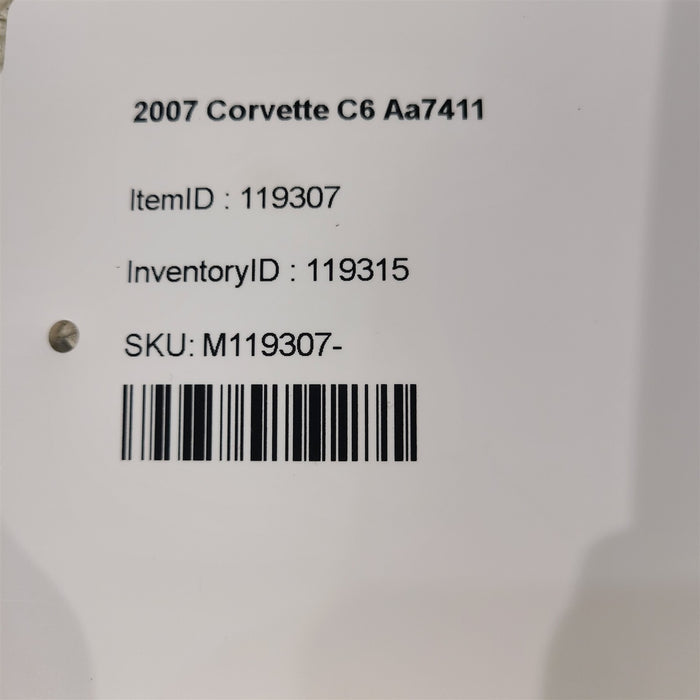 2007 Corvette C6 Aa7411
ItemID : 119307
InventoryID : 119315
SKU: M119307-